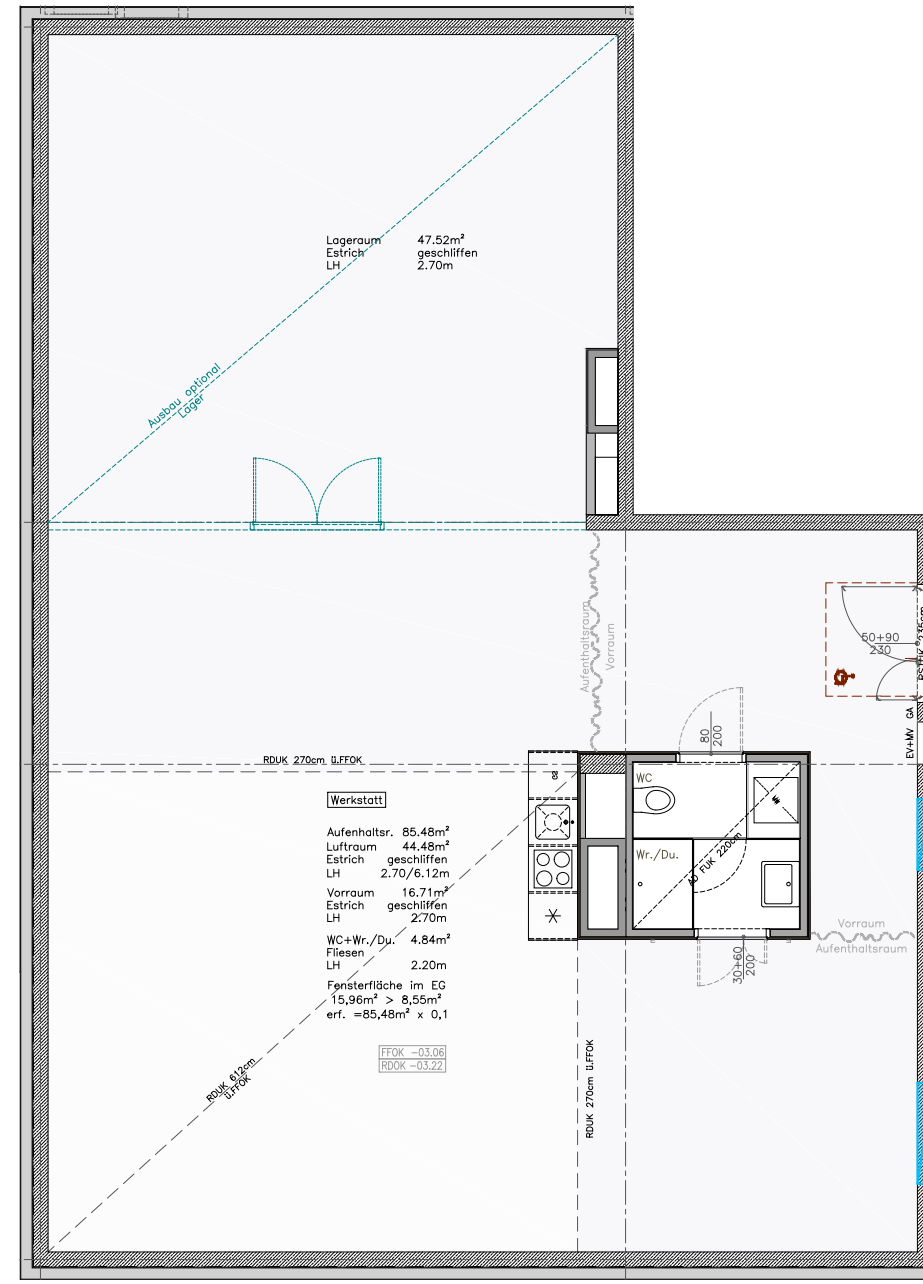 Lageraum 47.52m²
Estrich geschliffen
LH 2.70m
Ausbau optional
Lager
Aufenthaltsraum
Vorraum
50+90
230
EV+MV GA
80
200
RDUK 270cm ü.FFOK
Werkstatt
Aufenthaltsr. 85.48m²
Luftraum 44.48m²
Estrich geschliffen
LH 2.70/6.12m
Vorraum 16.71m²
Estrich geschliffen
LH 2.70m
WC+Wr./Du. 4.84m²
Fliesen
LH 2.20m
Fensterfläche im EG
15,96m² > 8,55m²
erf. =85,48m² x 0,1
FFOK -03.06
RDOK -03.22
WC
Wr./Du.
AD FUK 220cm
Vorraum
Aufenthaltsraum
30+60
200
RDUK 612cm
ü.FFOK
RDUK 270cm ü.FFOK